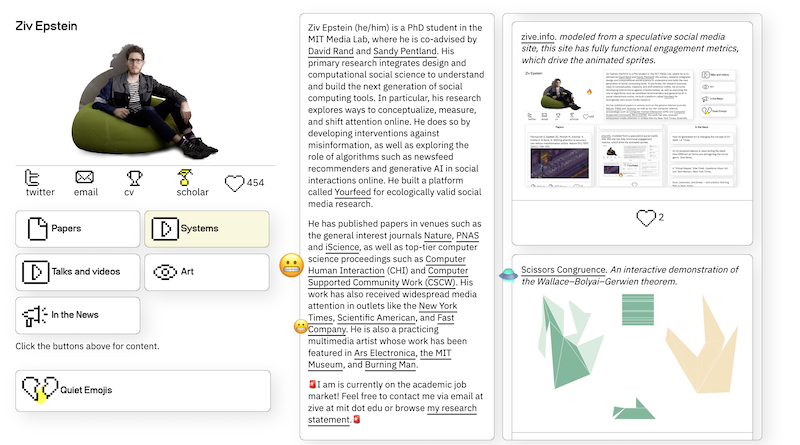 Ziv Epstein
twitter
email
cv
scholar
454
Papers
Systems
Talks and videos
Art
In the News
Click the buttons above for content.
Quiet Emojis
Ziv Epstein (he/him) is a PhD student in the
MIT Media Lab, where he is co-advised by
David Rand and Sandy Pentland. His
primary research integrates design and
computational social science to understand
and build the next generation of social
computing tools. In particular, his research
explores ways to conceptualize, measure,
and shift attention online. He does so by
developing interventions against
misinformation, as well as exploring the
role of algorithms such as newsfeed
recommenders and generative AI in social
interactions online. He built a platform
called Yourfeed for ecologically valid social
media research.
He has published papers in venues such as
the general interest journals Nature, PNAS
and iScience, as well as top-tier computer
science proceedings such as Computer
Human Interaction (CHI) and Computer
Supported Community Work (CSCW). His
work has also received widespread media
attention in outlets like the New York
Times, Scientific American, and Fast
Company. He is also a practicing
multimedia artist whose work has been
featured in Ars Electronica, the MIT
Museum, and Burning Man.
🚨I am is currently on the academic job
market! Feel free to contact me via email at
zive at mit dot edu or browse my research
statement.🚨
zive.info. modeled from a speculative social media
site, this site has fully functional engagement metrics,
which drive the animated sprites.
Ziv Epstein
Papers
In the News
2
Scissors Congruence. An interactive demonstration of
the Wallace–Bolyai–Gerwien theorem.